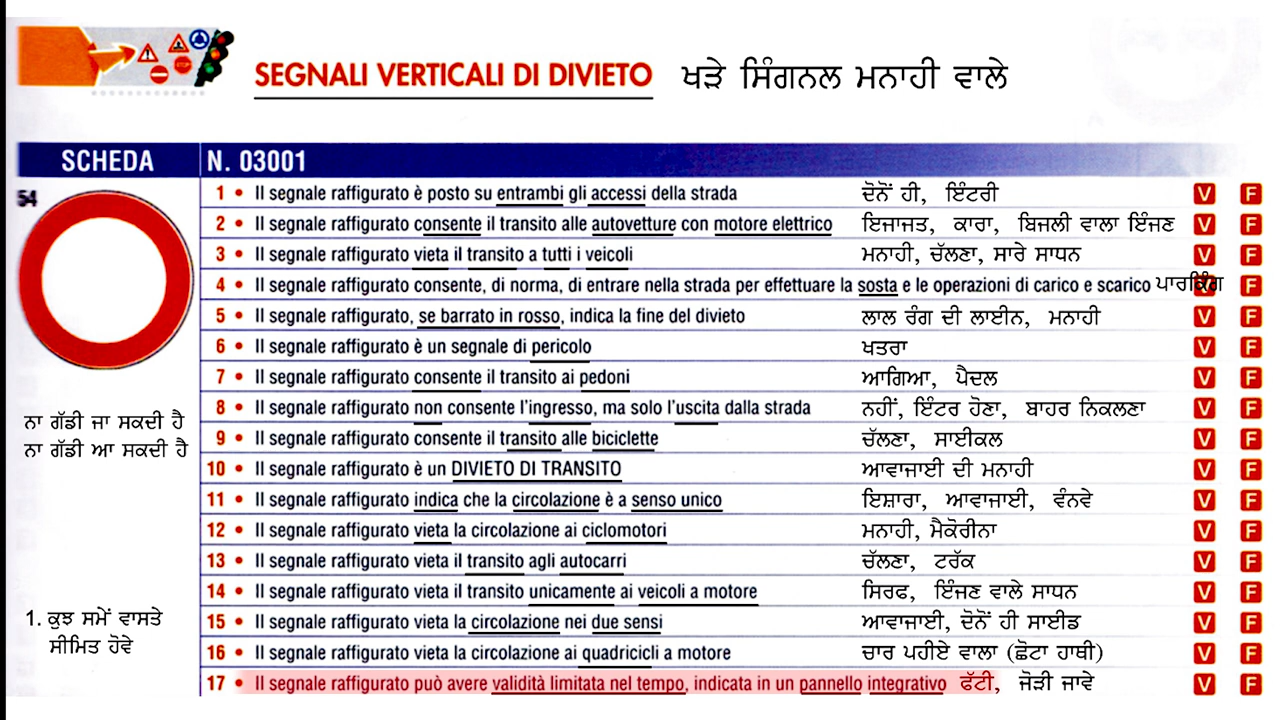 SEGNALI VERTICALI DI DIVIETO ਖੜੇ ਸਿੰਗਨਲ ਮਨਾਹੀ ਵਾਲੇ
SCHEDA N. 03001
54
1 • Il segnale raffigurato è posto su entrambi gli accessi della strada ਦੋਨੋਂ ਹੀ, ਇੰਟਰੀ V F
2 • Il segnale raffigurato consente il transito alle autovetture con motore elettrico ਇਜਾਜਤ, ਕਾਰਾ, ਬਿਜਲੀ ਵਾਲਾ ਇੰਜਣ V F
3 • Il segnale raffigurato vieta il transito a tutti i veicoli ਮਨਾਹੀ, ਚੱਲਣਾ, ਸਾਰੇ ਸਾਧਨ V F
4 • Il segnale raffigurato consente, di norma, di entrare nella strada per effettuare la sosta e le operazioni di carico e scarico ਪਾਰਕਿੰਗ V F
5 • Il segnale raffigurato, se barrato in rosso, indica la fine del divieto ਲਾਲ ਰੰਗ ਦੀ ਲਾਈਨ, ਮਨਾਹੀ V F
6 • Il segnale raffigurato è un segnale di pericolo ਖਤਰਾ V F
7 • Il segnale raffigurato consente il transito ai pedoni ਆਗਿਆ, ਪੈਦਲ V F
8 • Il segnale raffigurato non consente l'ingresso, ma solo l'uscita dalla strada ਨਹੀਂ, ਇੰਟਰ ਹੋਣਾ, ਬਾਹਰ ਨਿਕਲਣਾ V F
9 • Il segnale raffigurato consente il transito alle biciclette ਚੱਲਣਾ, ਸਾਈਕਲ V F
10 • Il segnale raffigurato è un DIVIETO DI TRANSITO ਆਵਾਜਾਈ ਦੀ ਮਨਾਹੀ V F
11 • Il segnale raffigurato indica che la circolazione è a senso unico ਇਸ਼ਾਰਾ, ਆਵਾਜਾਈ, ਵੰਨਵੇ V F
12 • Il segnale raffigurato vieta la circolazione ai ciclomotori ਮਨਾਹੀ, ਮੈਕੋਰੀਨਾ V F
13 • Il segnale raffigurato vieta il transito agli autocarri ਚੱਲਣਾ, ਟਰੱਕ V F
14 • Il segnale raffigurato vieta il transito unicamente ai veicoli a motore ਸਿਰਫ, ਇੰਜਣ ਵਾਲੇ ਸਾਧਨ V F
15 • Il segnale raffigurato vieta la circolazione nei due sensi ਆਵਾਜਾਈ, ਦੋਨੋਂ ਹੀ ਸਾਈਡ V F
16 • Il segnale raffigurato vieta la circolazione ai quadricicli a motore ਚਾਰ ਪਹੀਏ ਵਾਲਾ (ਛੋਟਾ ਹਾਥੀ) V F
17 • Il segnale raffigurato può avere validità limitata nel tempo, indicata in un pannello integrativo ਫੱਟੀ, ਜੋੜੀ ਜਾਵੇ V F
ਨਾ ਗੱਡੀ ਜਾ ਸਕਦੀ ਹੈ
ਨਾ ਗੱਡੀ ਆ ਸਕਦੀ ਹੈ
1. ਕੁਝ ਸਮੇਂ ਵਾਸਤੇ
ਸੀਮਿਤ ਹੋਵੇ